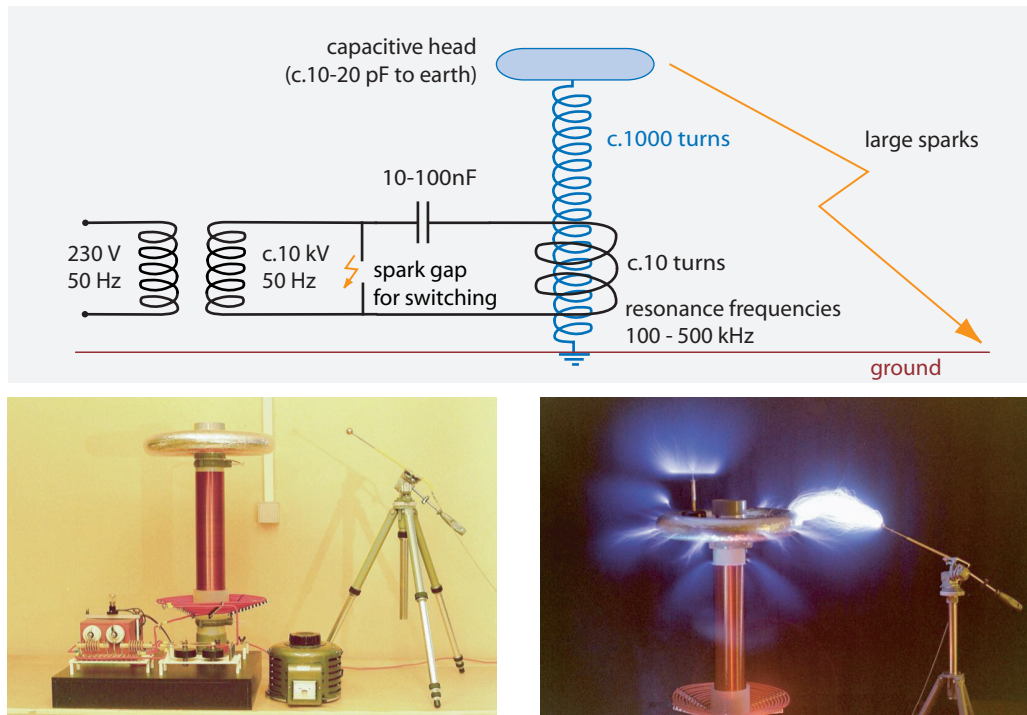 capacitive head
(c.10-20 pF to earth)
c.1000 turns
large sparks
10-100nF
230 V
50 Hz
c.10 kV
50 Hz
spark gap
for switching
c.10 turns
resonance frequencies
100 - 500 kHz
ground